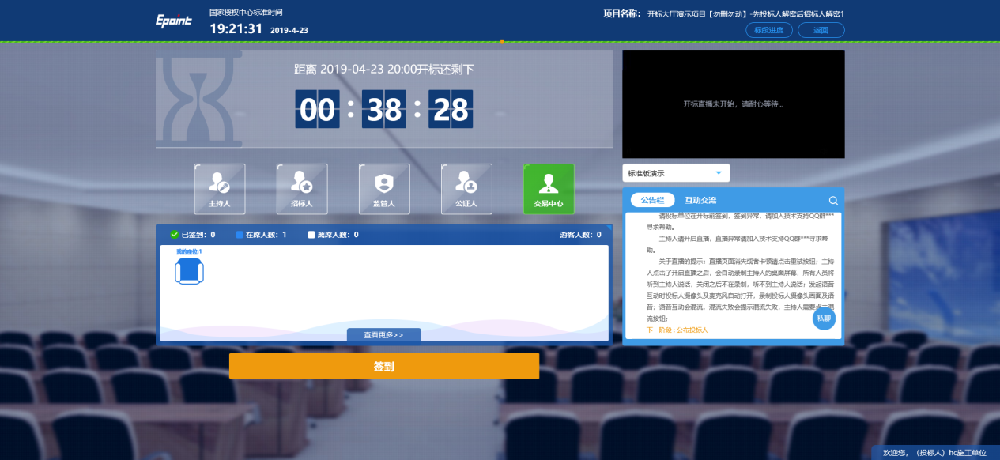 Epoint
国家授权中心标准时间
19:21:31 2019-4-23
项目名称： 开标大厅演示项目【勿删勿动】-先投标人解密后招标人解密1
标段进度 返回
距离 2019-04-23 20:00开标还剩下
00 : 38 : 28
开标直播未开始，请耐心等待...
主持人 招标人 监管人 公证人 交易中心
标准版演示
公告栏 互动交流
已签到：0 在席人数：1 离席人数：0 游客人数：0
我的席位:1
请投标单位在开标前签到，签到异常，请加入技术支持QQ群***
寻求帮助。
主持人请开启直播，直播异常请加入技术支持QQ群***寻求帮
助。
关于直播的提示：直播页面消失或者卡顿请点击重试按钮；主持
人点击了开启直播之后，会自动录制主持人的桌面屏幕，所有人员将
听到主持人说话，关闭之后不在录制，听不到主持人说话；发起语音
互动时投标人摄像头及麦克风自动打开，录制投标人摄像头画面及语
音；语音互动会混流，混流失败会提示混流失败，主持人需要点击混
流按钮；
私聊
下一阶段：公布投标人
查看更多>>
签到
欢迎您，（投标人）hc施工单位